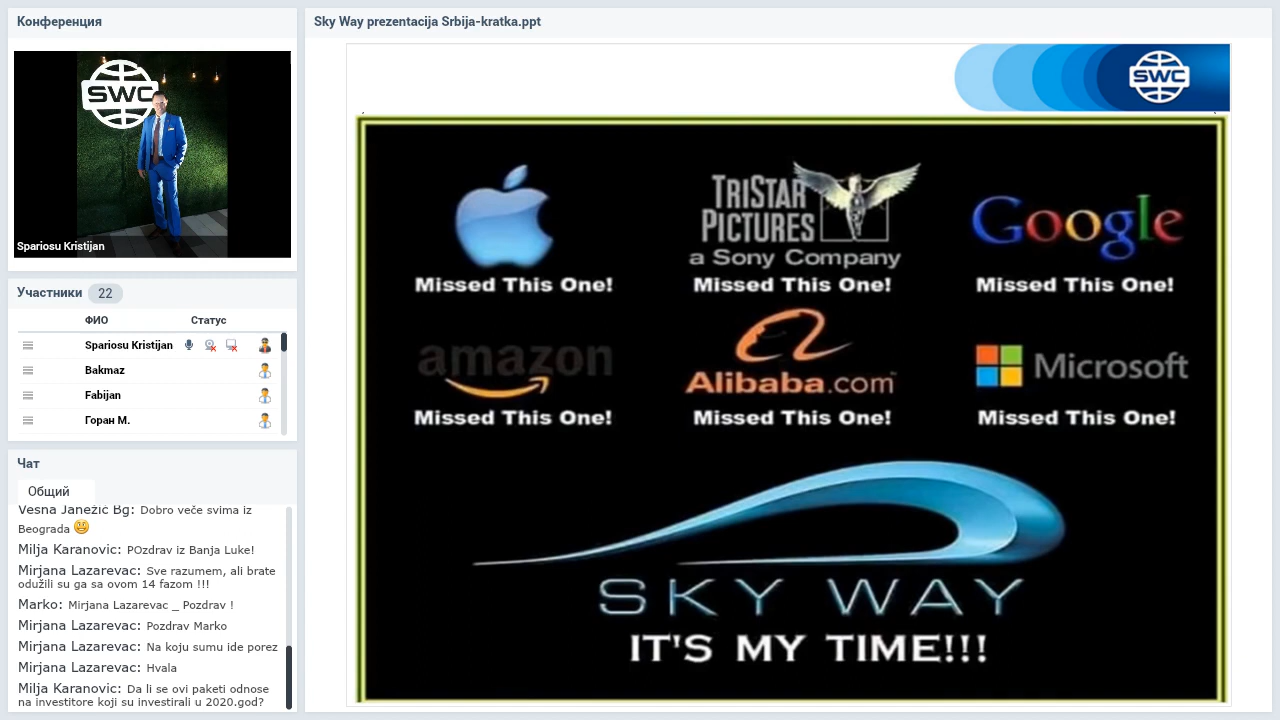 Конференция
SWC
Spariosu Kristijan
Участники 22
ФИО Статус
Spariosu Kristijan
Bakmaz
Fabijan
Горан М.
Чат
Общий
Vesna Janežic Bg: Dobro veče svima iz
Beograda
Milja Karanovic: POzdrav iz Banja Luke!
Mirjana Lazarevac: Sve razumem, ali brate
odužili su ga sa ovom 14 fazom !!!
Marko: Mirjana Lazarevac _ Pozdrav !
Mirjana Lazarevac: Pozdrav Marko
Mirjana Lazarevac: Na koju sumu ide porez
Mirjana Lazarevac: Hvala
Milja Karanovic: Da li se ovi paketi odnose
na investitore koji su investirali u 2020.god?
Sky Way prezentacija Srbija-kratka.ppt
SWC
TRISTAR
PICTURES
a Sony Company
Google
Missed This One! Missed This One! Missed This One!
amazon Alibaba.com Microsoft
Missed This One! Missed This One! Missed This One!
SKY WAY
IT'S MY TIME!!!